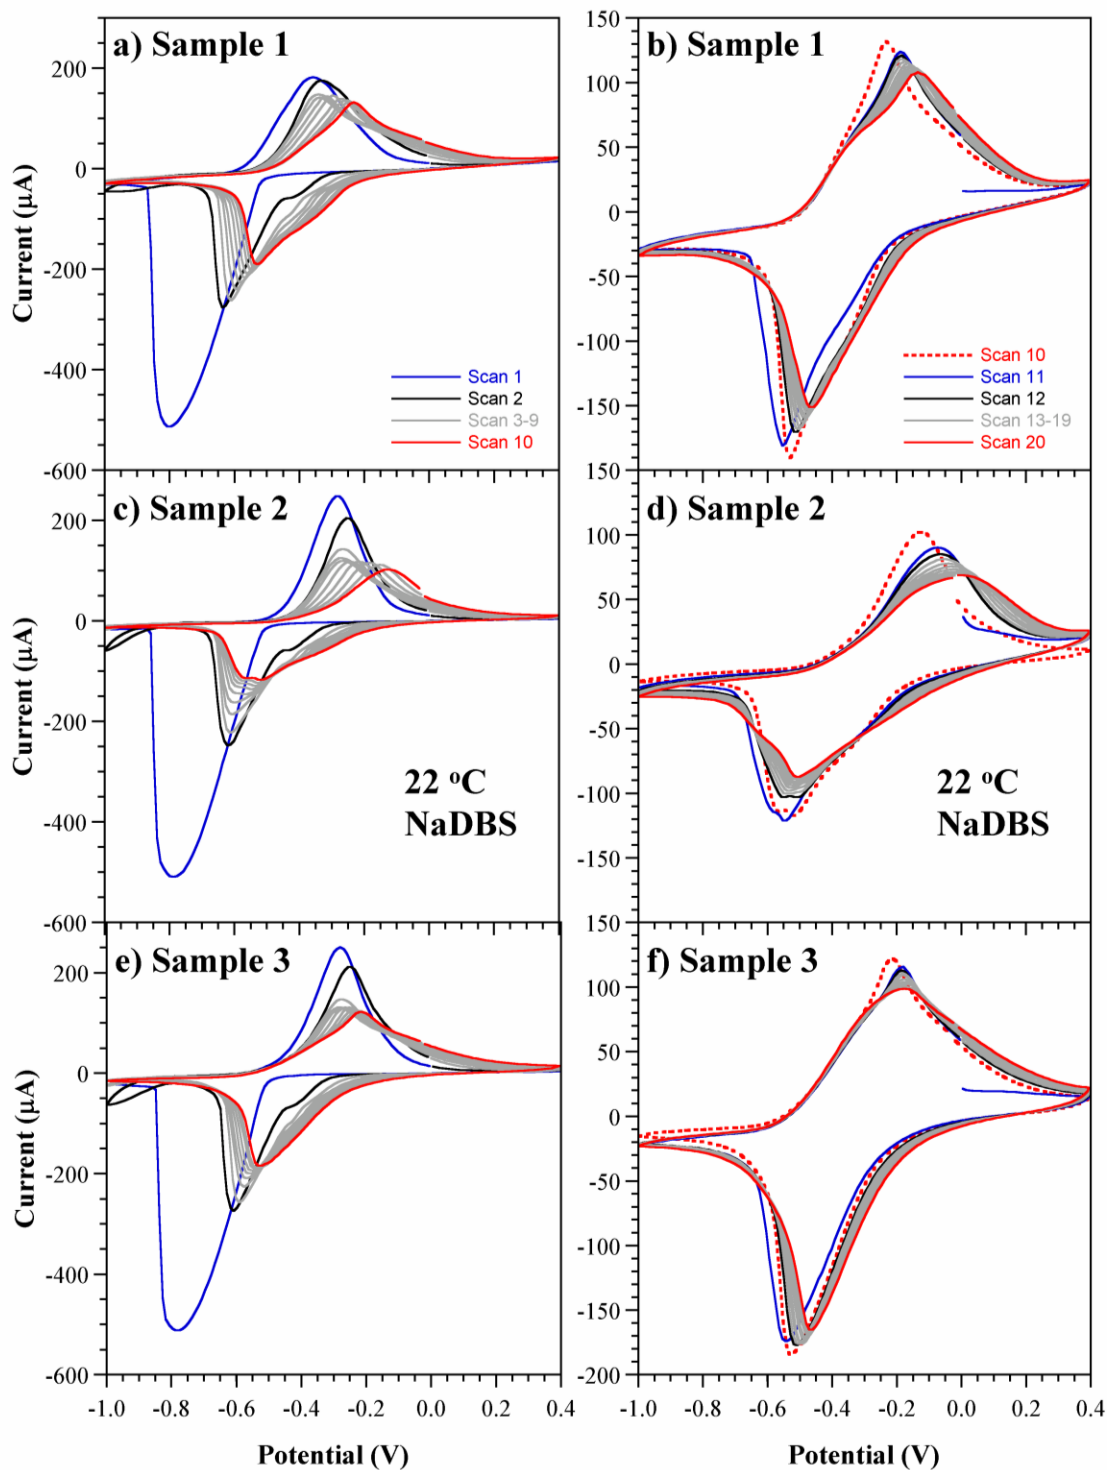 a) Sample 1
b) Sample 1
200
0
-200
-400
-600
Current (µA)
Scan 1
Scan 2
Scan 3-9
Scan 10
150
100
50
0
-50
-100
-150
150
Scan 10
Scan 11
Scan 12
Scan 13-19
Scan 20
c) Sample 2
d) Sample 2
200
0
-200
-400
-600
Current (µA)
22 °C
NaDBS
100
50
0
-50
-100
-150
150
22 °C
NaDBS
e) Sample 3
f) Sample 3
200
0
-200
-400
-600
Current (µA)
100
50
0
-50
-100
-150
-200
-1.0 -0.8 -0.6 -0.4 -0.2 0.0 0.2 0.4
-1.0 -0.8 -0.6 -0.4 -0.2 0.0 0.2 0.4
Potential (V)
Potential (V)